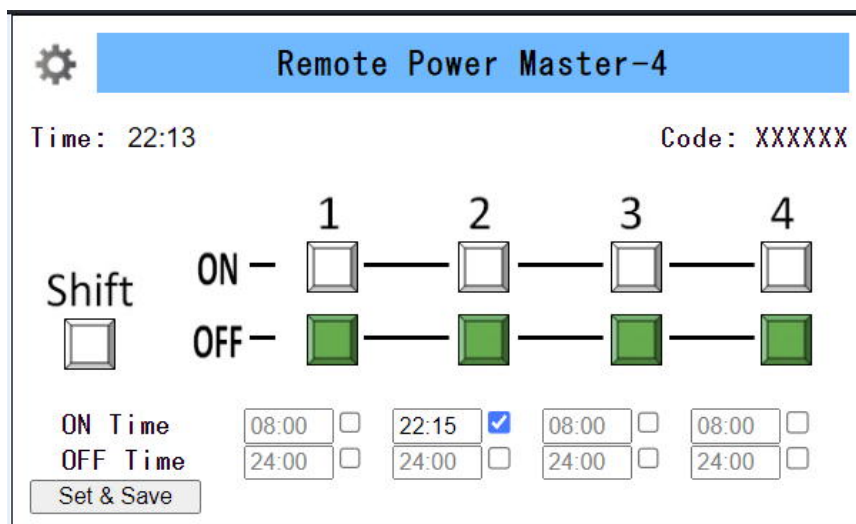 Remote Power Master-4
Time: 22:13 Code: XXXXXX
1 2 3 4
ON
Shift
OFF
ON Time 08:00 22:15 08:00 08:00
OFF Time 24:00 24:00 24:00 24:00
Set & Save